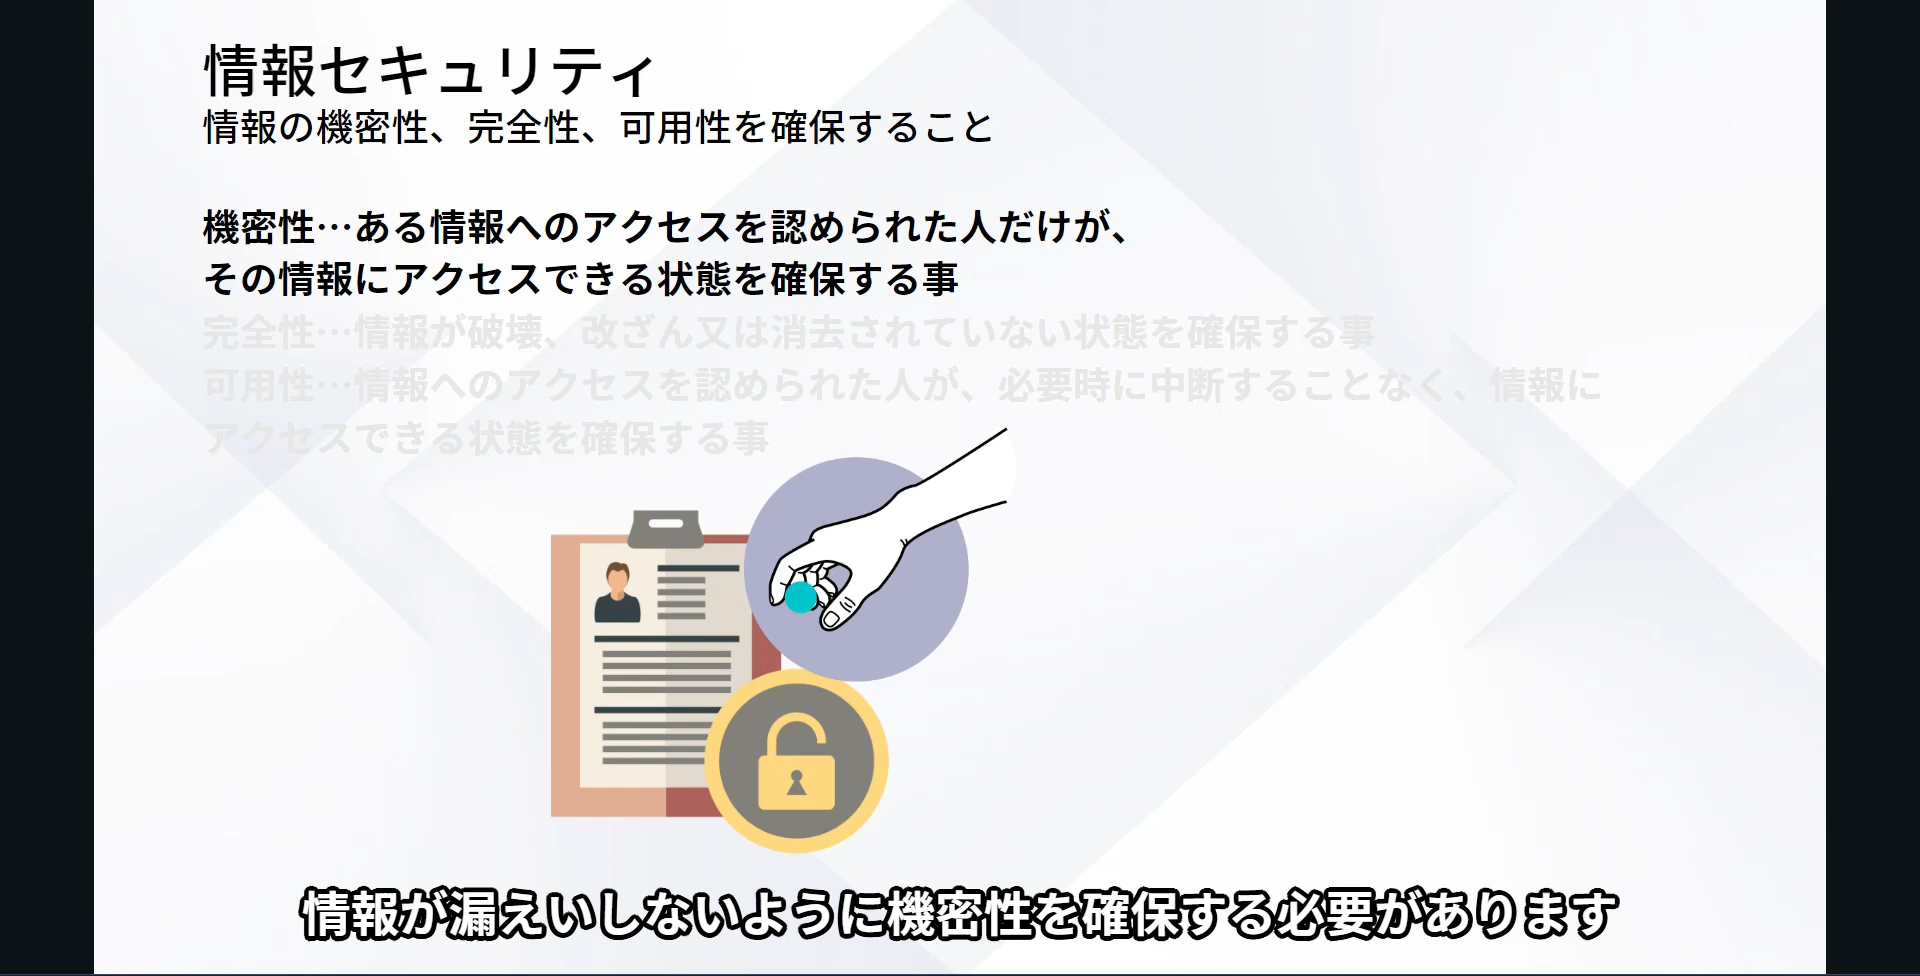 情報セキュリティ
情報の機密性、完全性、可用性を確保すること
機密性…ある情報へのアクセスを認められた人だけが、
その情報にアクセスできる状態を確保する事
完全性…情報が破壊、改ざん又は消去されていない状態を確保する事
可用性…情報へのアクセスを認められた人が、必要時に中断することなく、情報に
アクセスできる状態を確保する事
情報が漏えいしないように機密性を確保する必要があります